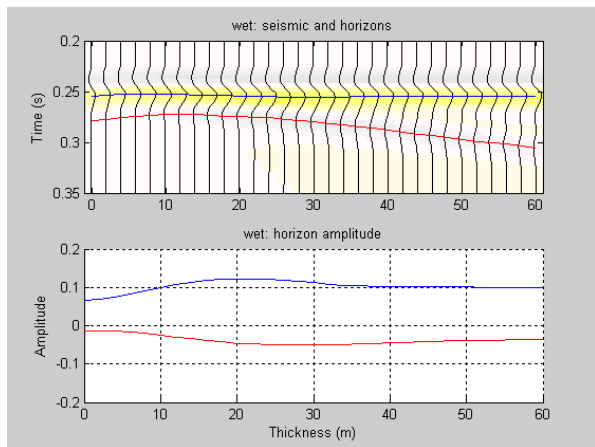 wet: seismic and horizons
Time (s)
0.2
0.25
0.3
0.35
0 10 20 30 40 50 60
wet: horizon amplitude
Amplitude
0.2
0.1
0
-0.1
-0.2
0 10 20 30 40 50 60
Thickness (m)